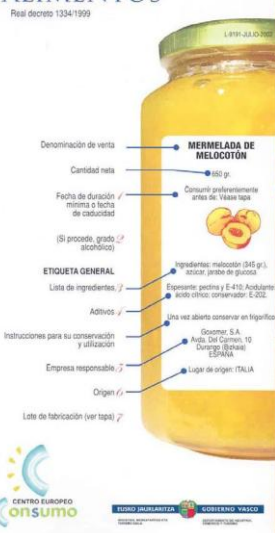 ALIMENTOS
Real decreto 1334/1999
L-9191-JULIO-2002
Denominación de venta
MERMELADA DE
MELOCOTÓN
Cantidad neta
650 gr.
Fecha de duración 1
mínima o fecha
de caducidad
Consumir preferentemente
antes de: Véase tapa
(Si procede, grado 2
alcohólico)
ETIQUETA GENERAL
Lista de ingredientes 3
Ingredientes: melocotón (345 gr.),
azúcar, jarabe de glucosa
Aditivos 4
Espesante: pectina y E-410; Acidulante:
ácido cítrico; conservador: E-202.
Instrucciones para su conservación
y utilización
Una vez abierto conservar en frigorífico
Empresa responsable 5
Goxomer, S.A.
Avda. Del Carmen, 10
Durango (Bizkaia)
ESPAÑA
Origen 6
Lugar de origen: ITALIA
Lote de fabricación (ver tapa) 7
CENTRO EUROPEO
Consumo
EUSKO JAURLARITZA
GOBIERNO VASCO